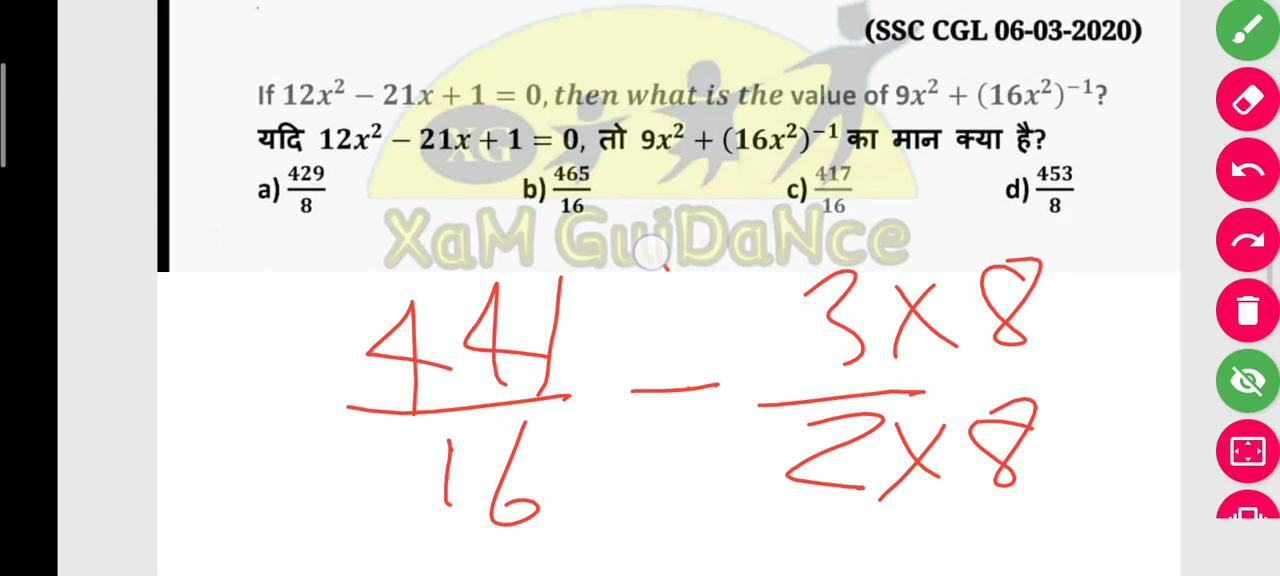 (SSC CGL 06-03-2020)
If 12x² − 21x + 1 = 0, then what is the value of 9x² + (16x²)⁻¹?
यदि 12x² − 21x + 1 = 0, तो 9x² + (16x²)⁻¹ का मान क्या है?
a) 429/8 b) 465/16 c) 417/16 d) 453/8
XG
XaM GuiDaNce
441/16 − 3×8/2×8